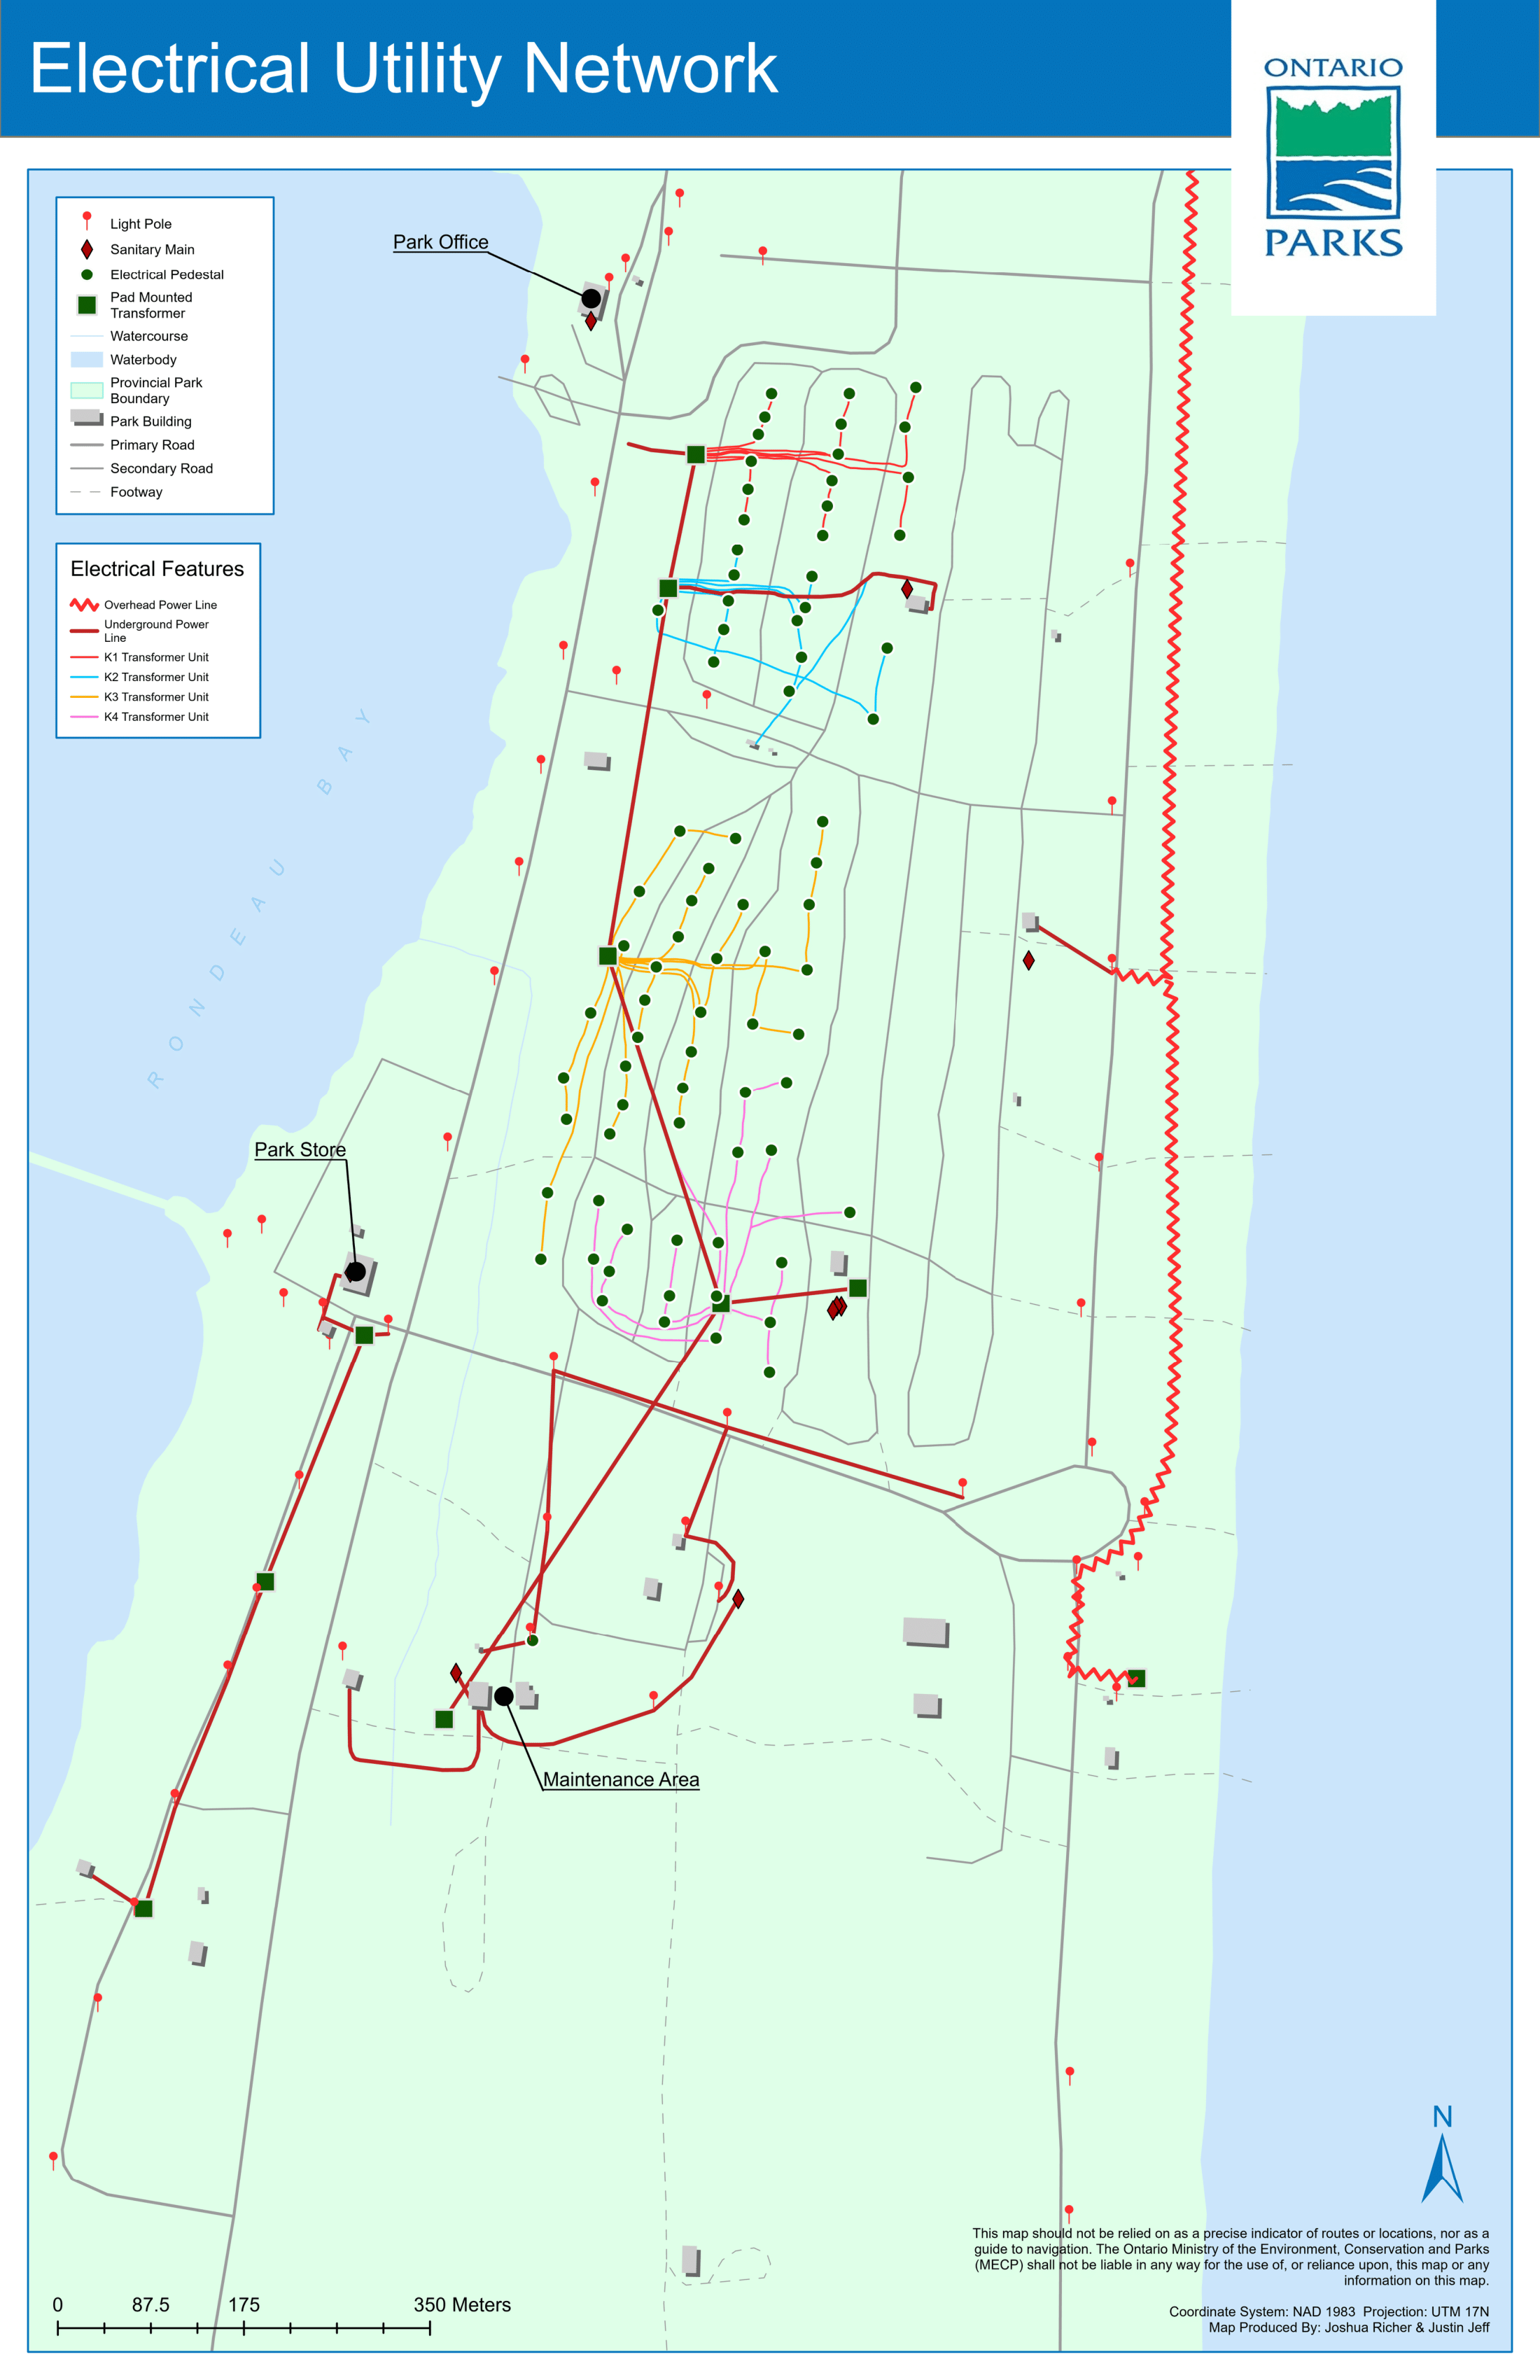 Electrical Utility Network
ONTARIO
PARKS
Light Pole
Sanitary Main
Electrical Pedestal
Pad Mounted
Transformer
Watercourse
Waterbody
Provincial Park
Boundary
Park Building
Primary Road
Secondary Road
Footway
Electrical Features
Overhead Power Line
Underground Power
Line
K1 Transformer Unit
K2 Transformer Unit
K3 Transformer Unit
K4 Transformer Unit
Park Office
RONDEAU BAY
Park Store
Maintenance Area
N
This map should not be relied on as a precise indicator of routes or locations, nor as a
guide to navigation. The Ontario Ministry of the Environment, Conservation and Parks
(MECP) shall not be liable in any way for the use of, or reliance upon, this map or any
information on this map.
0 87.5 175 350 Meters
Coordinate System: NAD 1983 Projection: UTM 17N
Map Produced By: Joshua Richer & Justin Jeff